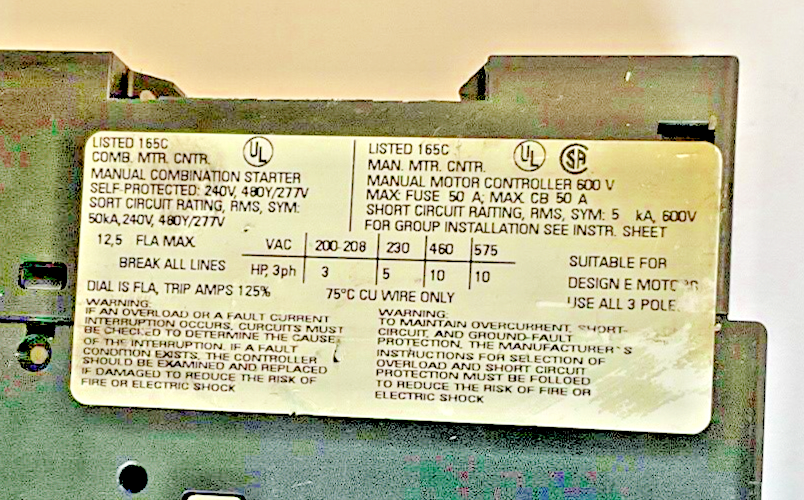 LISTED 165C
COMB. MTR. CNTR.
UL
MANUAL COMBINATION STARTER
SELF-PROTECTED: 240V, 480Y/277V
SORT CIRCUIT RATING, RMS, SYM:
50kA,240V, 480Y/277V
LISTED 165C
MAN. MTR. CNTR.
UL
SA
MANUAL MOTOR CONTROLLER 600 V
MAX: FUSE 50 A; MAX. CB 50 A
SHORT CIRCUIT RAITING, RMS, SYM: 5 kA, 600V
FOR GROUP INSTALLATION SEE INSTR. SHEET
12,5 FLA MAX.
BREAK ALL LINES
VAC 200-208 230 460 575
HP, 3ph 3 5 10 10
SUITABLE FOR
DESIGN E
USE ALL 3 POLE.
DIAL IS FLA, TRIP AMPS 125% 75°C CU WIRE ONLY
WARNING:
IF AN OVERLOAD OR A FAULT CURRENT
INTERRUPTION OCCURS, CURCUITS MUST
BE CHECKED TO DETERMINE THE CAUSE
OF THE INTERRUPTION. IF A FAULT
CONDITION EXISTS, THE CONTROLLER
SHOULD BE EXAMINED AND REPLACED
IF DAMAGED TO REDUCE THE RISK OF
FIRE OR ELECTRIC SHOCK
WARNING:
TO MAINTAIN OVERCURRENT, SHORT-
CIRCUIT, AND GROUND-FAULT
PROTECTION, THE MANUFACTURER'S
INSTRUCTIONS FOR SELECTION OF
OVERLOAD AND SHORT CIRCUIT
PROTECTION MUST BE FOLLOED
TO REDUCE THE RISK OF FIRE OR
ELECTRIC SHOCK